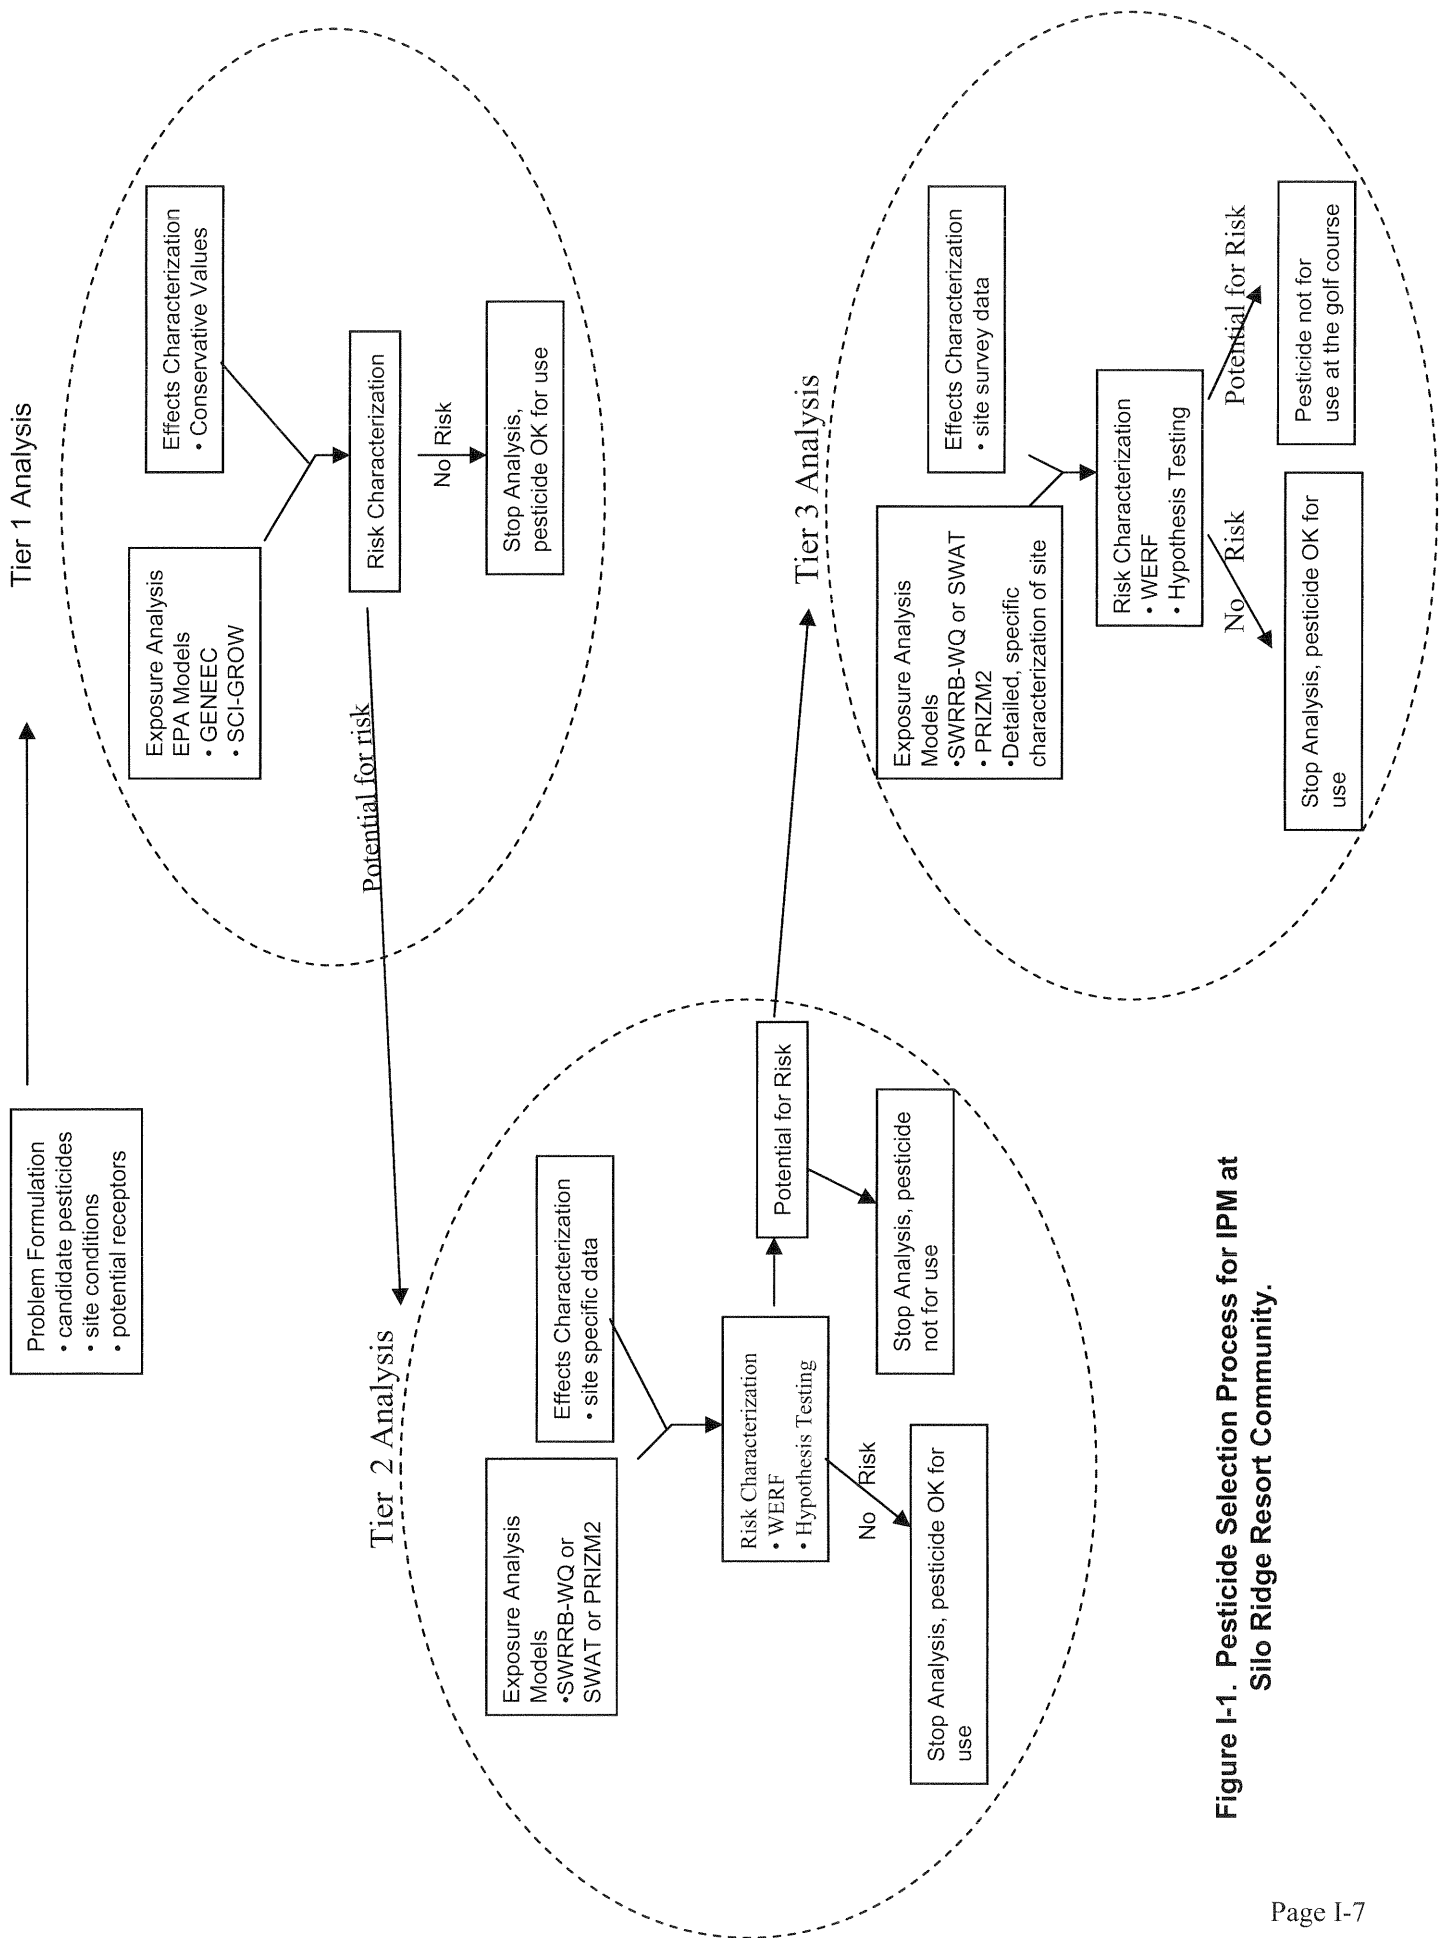 Problem Formulation
• candidate pesticides
• site conditions
• potential receptors
Tier 1 Analysis
Exposure Analysis
EPA Models
• GENEEC
• SCI-GROW
Effects Characterization
• Conservative Values
Risk Characterization
Potential for risk
No Risk
Stop Analysis,
pesticide OK for use
Tier 2 Analysis
Exposure Analysis
Models
•SWRRB-WQ or
SWAT or PRIZM2
Effects Characterization
• site specific data
Risk Characterization
• WERF
• Hypothesis Testing
Potential for Risk
No Risk
Stop Analysis, pesticide OK for
use
Stop Analysis, pesticide
not for use
Tier 3 Analysis
Exposure Analysis
Models
•SWRRB-WQ or SWAT
• PRIZM2
•Detailed, specific
characterization of site
Effects Characterization
• site survey data
Risk Characterization
• WERF
• Hypothesis Testing
No Risk
Potential for Risk
Stop Analysis, pesticide OK for
use
Pesticide not for
use at the golf course
Figure I-1. Pesticide Selection Process for IPM at
Silo Ridge Resort Community.
Page I-7